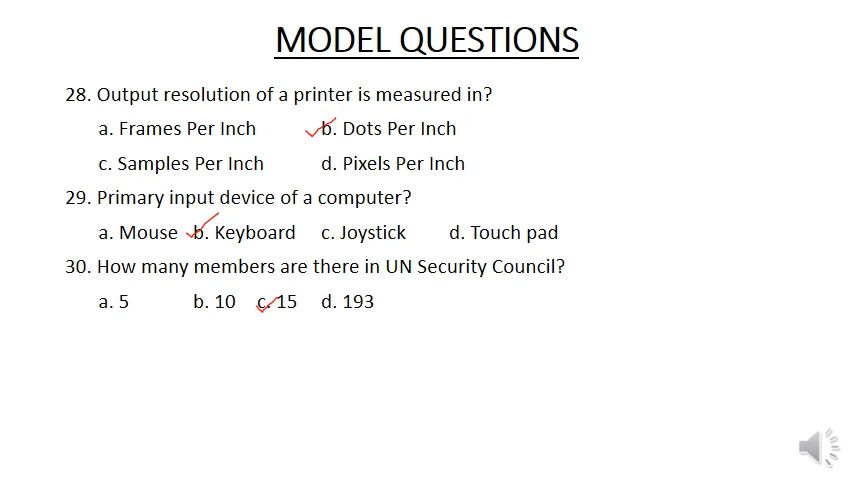 MODEL QUESTIONS
28. Output resolution of a printer is measured in?
a. Frames Per Inch b. Dots Per Inch
c. Samples Per Inch d. Pixels Per Inch
29. Primary input device of a computer?
a. Mouse b. Keyboard c. Joystick d. Touch pad
30. How many members are there in UN Security Council?
a. 5 b. 10 c. 15 d. 193